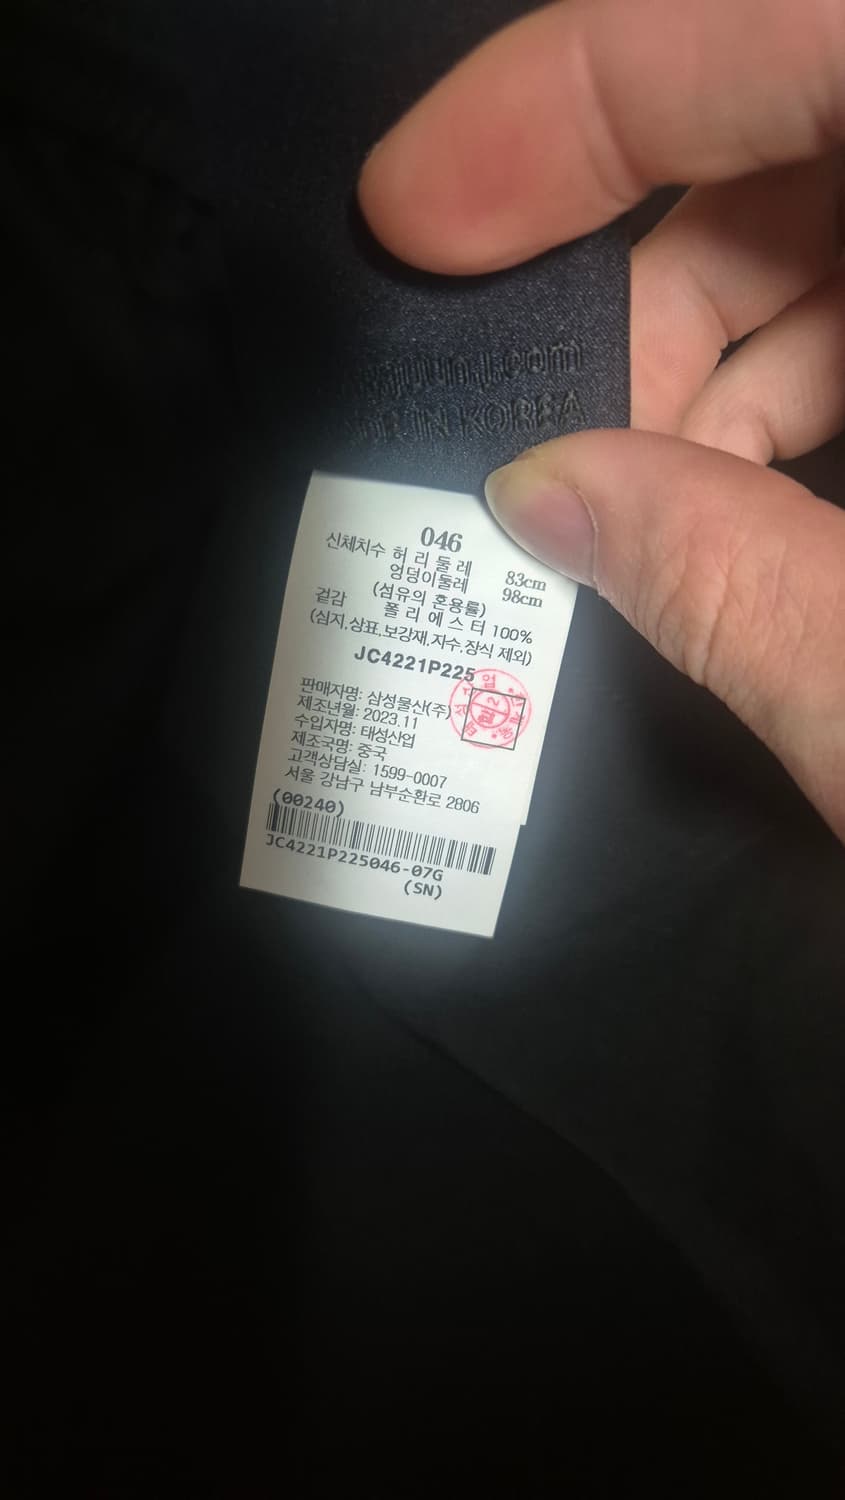 IN KOREA
046
신체치수 허리둘레 83cm
엉덩이둘레 98cm
(섬유의 혼용률)
겉감 폴리에스터 100%
(심지,상표,보강재,자수,장식 제외)
JC4221P225
판매자명: 삼성물산(주)
제조년월: 2023.11
수입자명: 태성산업
제조국명: 중국
고객상담실: 1599-0007
서울 강남구 남부순환로 2806
(00240)
JC4221P225046-07G
(SN)